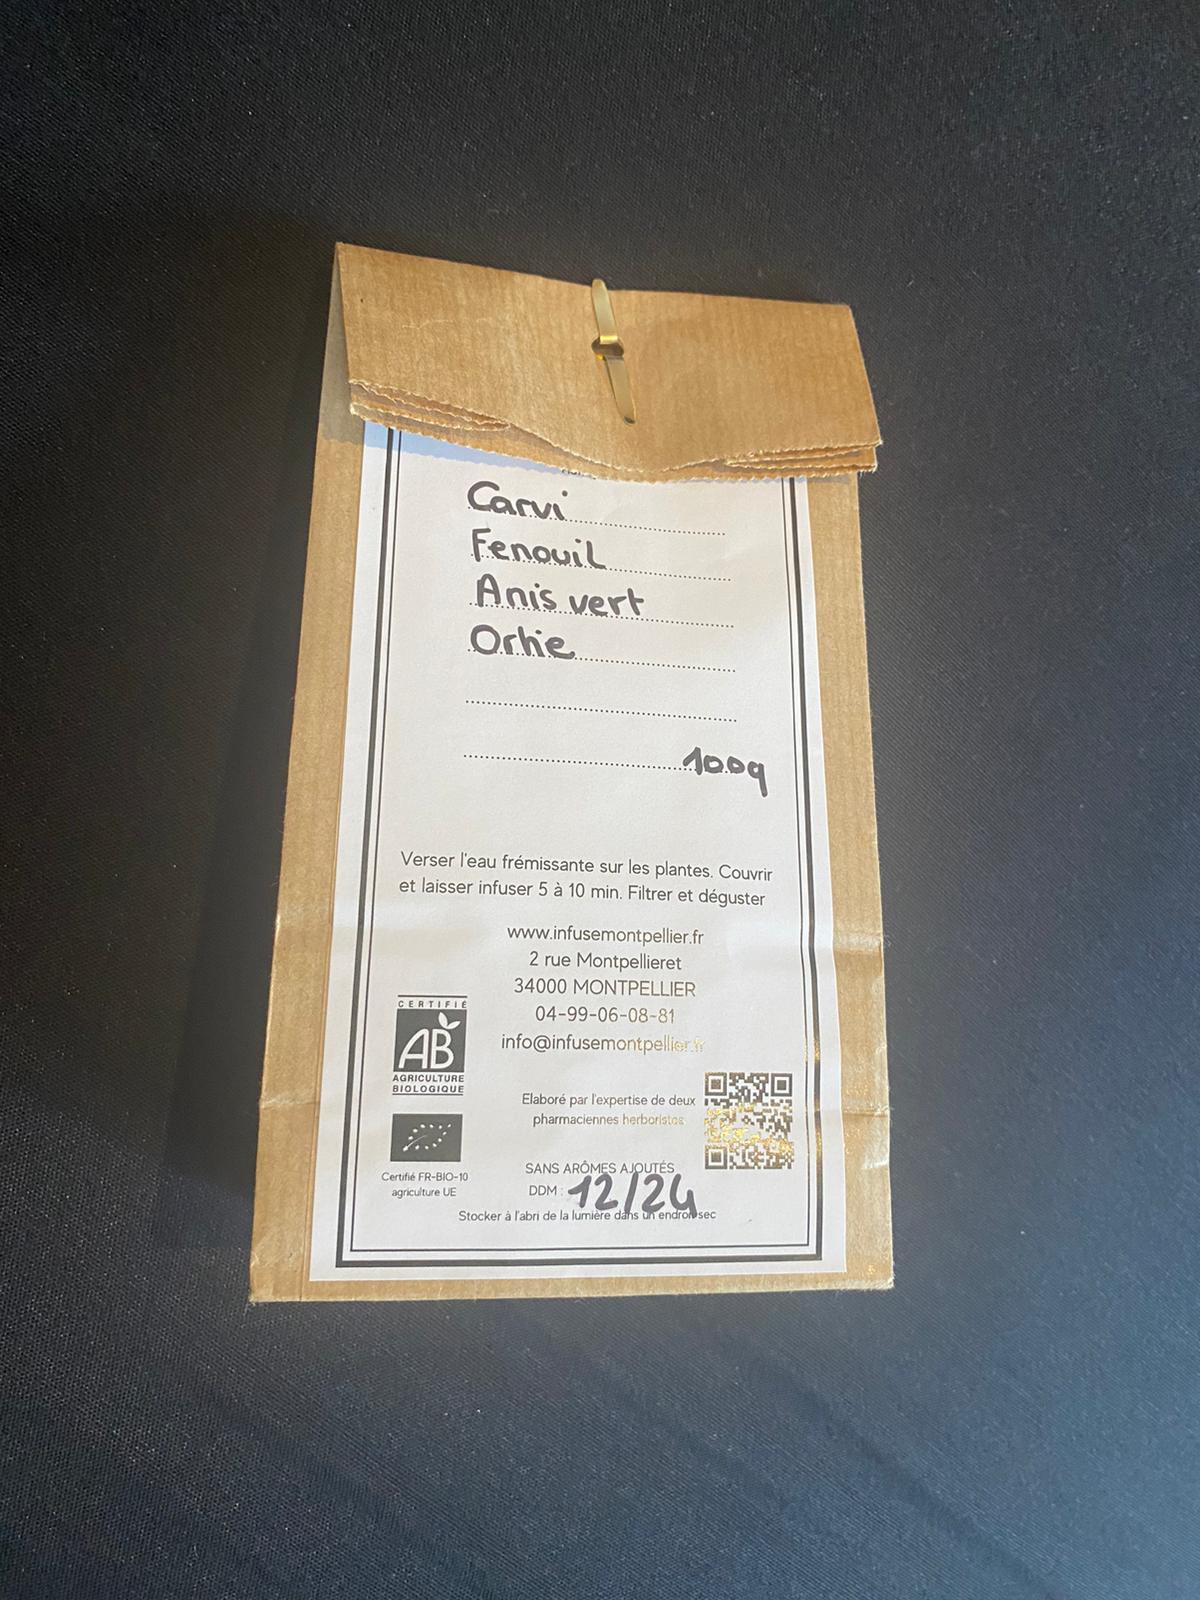 Carvi
Fenouil
Anis vert
Ortie
100g
Verser l'eau frémissante sur les plantes. Couvrir
et laisser infuser 5 à 10 min. Filtrer et déguster
www.infusemontpellier.fr
2 rue Montpellieret
34000 MONTPELLIER
04-99-06-08-81
info@infusemontpellier.fr
CERTIFIÉ
AB
AGRICULTURE
BIOLOGIQUE
Elaboré par l'expertise de deux
pharmaciennes herboristes
Certifié FR-BIO-10
agriculture UE
SANS ARÔMES AJOUTÉS
DDM : 12/24
Stocker à l'abri de la lumière dans un endroit sec